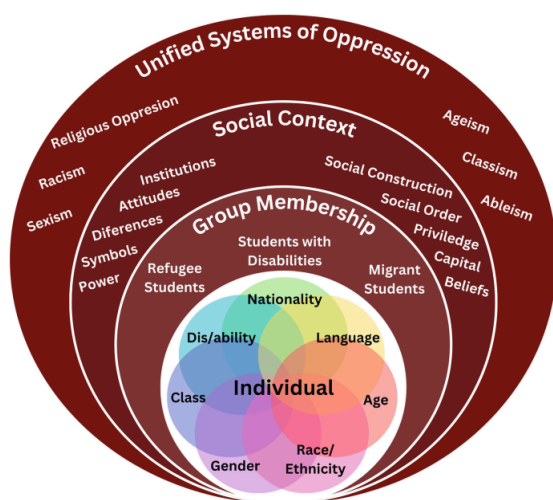 Unified Systems of Oppression
Religious Oppresion
Racism
Sexism
Ageism
Classism
Ableism
Social Context
Institutions
Attitudes
Diferences
Symbols
Power
Social Construction
Social Order
Priviledge
Capital
Beliefs
Group Membership
Refugee
Students
Students with
Disabilities
Migrant
Students
Nationality
Dis/ability
Language
Class
Individual
Age
Gender
Race/
Ethnicity